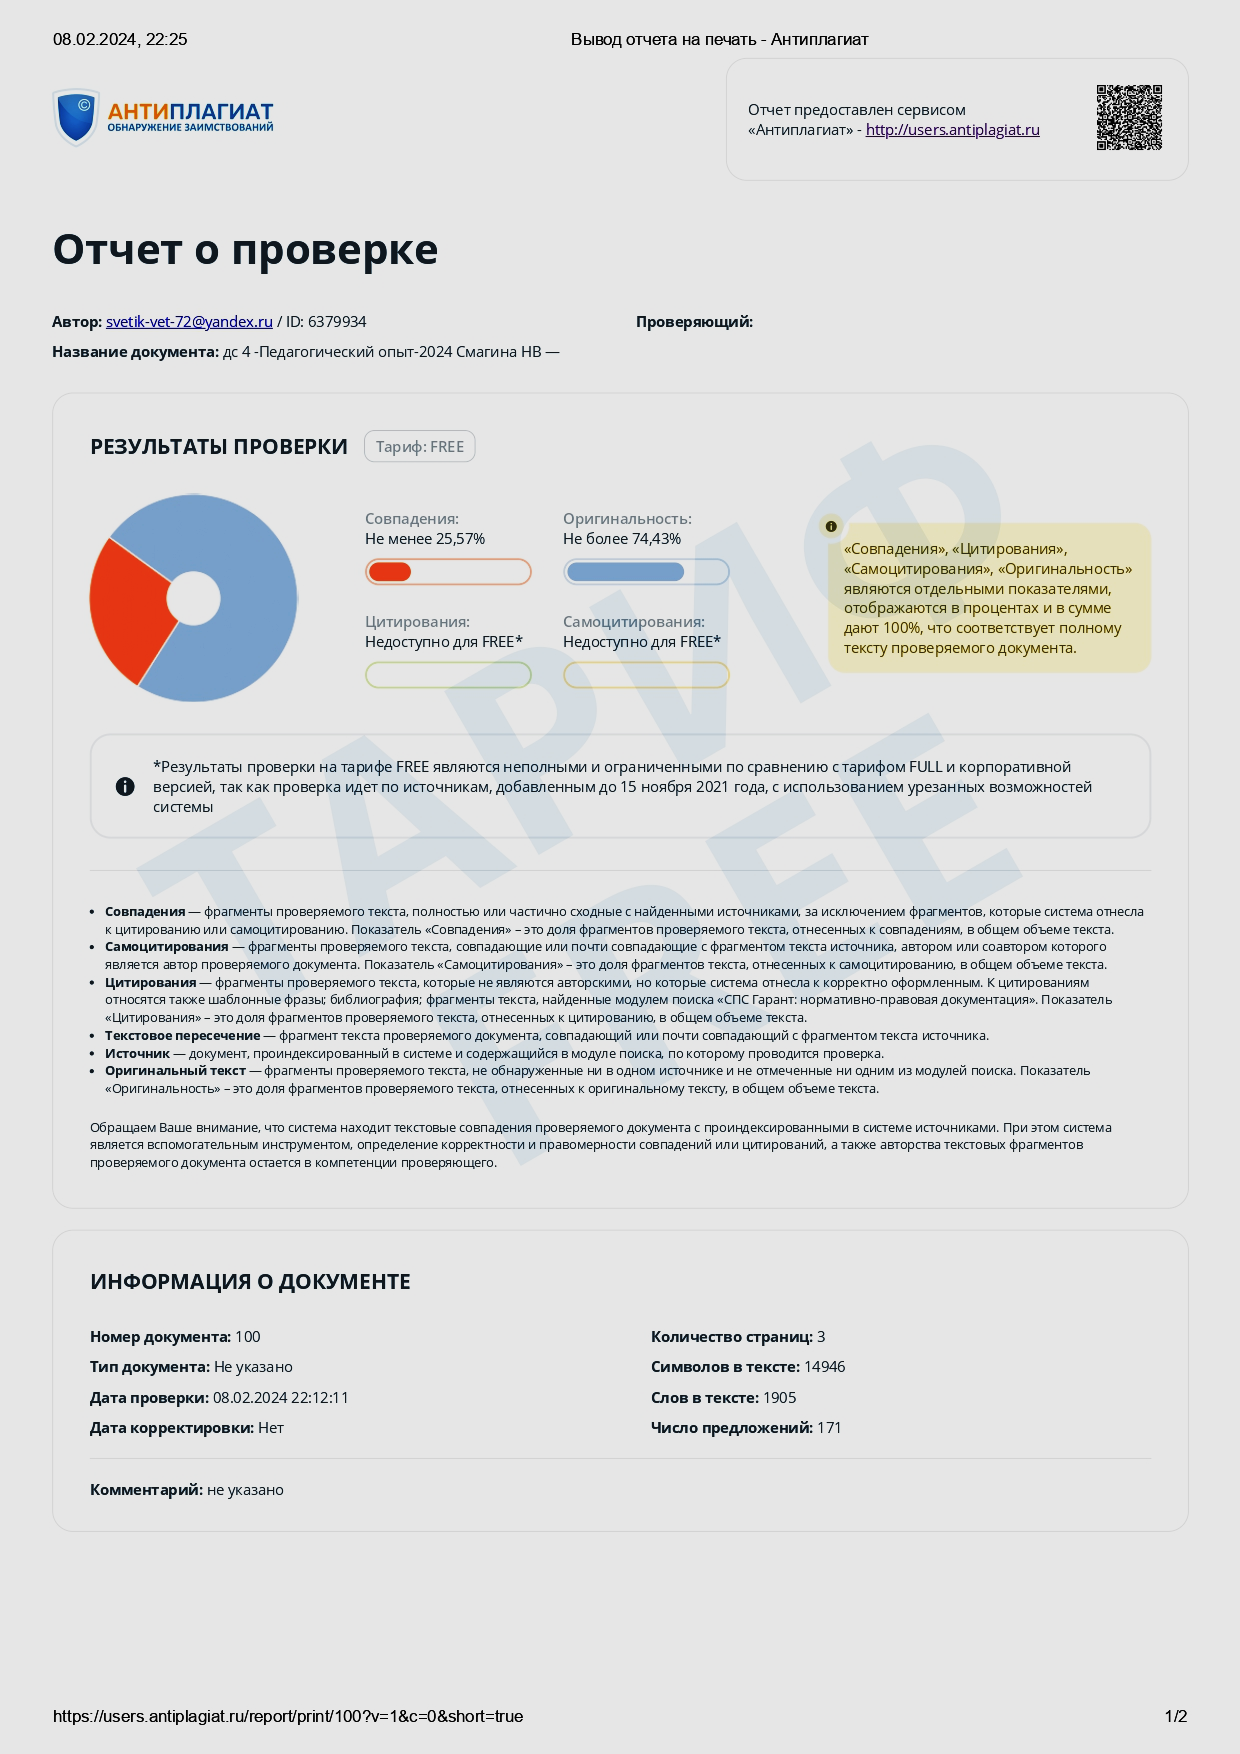 08.02.2024, 22:25
Вывод отчета на печать - Антиплагиат
©
АНТИПЛАГИАТ
ОБНАРУЖЕНИЕ ЗАИМСТВОВАНИЙ
Отчет предоставлен сервисом
«Антиплагиат» - http://users.antiplagiat.ru
Отчет о проверке
Автор: svetik-vet-72@yandex.ru / ID: 6379934
Проверяющий:
Название документа: дс 4 -Педагогический опыт-2024 Смагина НВ —
РЕЗУЛЬТАТЫ ПРОВЕРКИ
Тариф: FREE
Совпадения:
Не менее 25,57%
Оригинальность:
Не более 74,43%
Цитирования:
Недоступно для FREE*
Самоцитирования:
Недоступно для FREE*
«Совпадения», «Цитирования»,
«Самоцитирования», «Оригинальность»
являются отдельными показателями,
отображаются в процентах и в сумме
дают 100%, что соответствует полному
тексту проверяемого документа.
*Результаты проверки на тарифе FREE являются неполными и ограниченными по сравнению с тарифом FULL и корпоративной
версией, так как проверка идет по источникам, добавленным до 15 ноября 2021 года, с использованием урезанных возможностей
системы
ТАРИФ
FREE
• Совпадения — фрагменты проверяемого текста, полностью или частично сходные с найденными источниками, за исключением фрагментов, которые система отнесла
к цитированию или самоцитированию. Показатель «Совпадения» – это доля фрагментов проверяемого текста, отнесенных к совпадениям, в общем объеме текста.
• Самоцитирования — фрагменты проверяемого текста, совпадающие или почти совпадающие с фрагментом текста источника, автором или соавтором которого
является автор проверяемого документа. Показатель «Самоцитирования» – это доля фрагментов текста, отнесенных к самоцитированию, в общем объеме текста.
• Цитирования — фрагменты проверяемого текста, которые не являются авторскими, но которые система отнесла к корректно оформленным. К цитированиям
относятся также шаблонные фразы; библиография; фрагменты текста, найденные модулем поиска «СПС Гарант: нормативно-правовая документация». Показатель
«Цитирования» – это доля фрагментов проверяемого текста, отнесенных к цитированию, в общем объеме текста.
• Текстовое пересечение — фрагмент текста проверяемого документа, совпадающий или почти совпадающий с фрагментом текста источника.
• Источник — документ, проиндексированный в системе и содержащийся в модуле поиска, по которому проводится проверка.
• Оригинальный текст — фрагменты проверяемого текста, не обнаруженные ни в одном источнике и не отмеченные ни одним из модулей поиска. Показатель
«Оригинальность» – это доля фрагментов проверяемого текста, отнесенных к оригинальному тексту, в общем объеме текста.
Обращаем Ваше внимание, что система находит текстовые совпадения проверяемого документа с проиндексированными в системе источниками. При этом система
является вспомогательным инструментом, определение корректности и правомерности совпадений или цитирований, а также авторства текстовых фрагментов
проверяемого документа остается в компетенции проверяющего.
ИНФОРМАЦИЯ О ДОКУМЕНТЕ
Номер документа: 100
Тип документа: Не указано
Дата проверки: 08.02.2024 22:12:11
Дата корректировки: Нет
Количество страниц: 3
Символов в тексте: 14946
Слов в тексте: 1905
Число предложений: 171
Комментарий: не указано
https://users.antiplagiat.ru/report/print/100?v=1&c=0&short=true
1/2